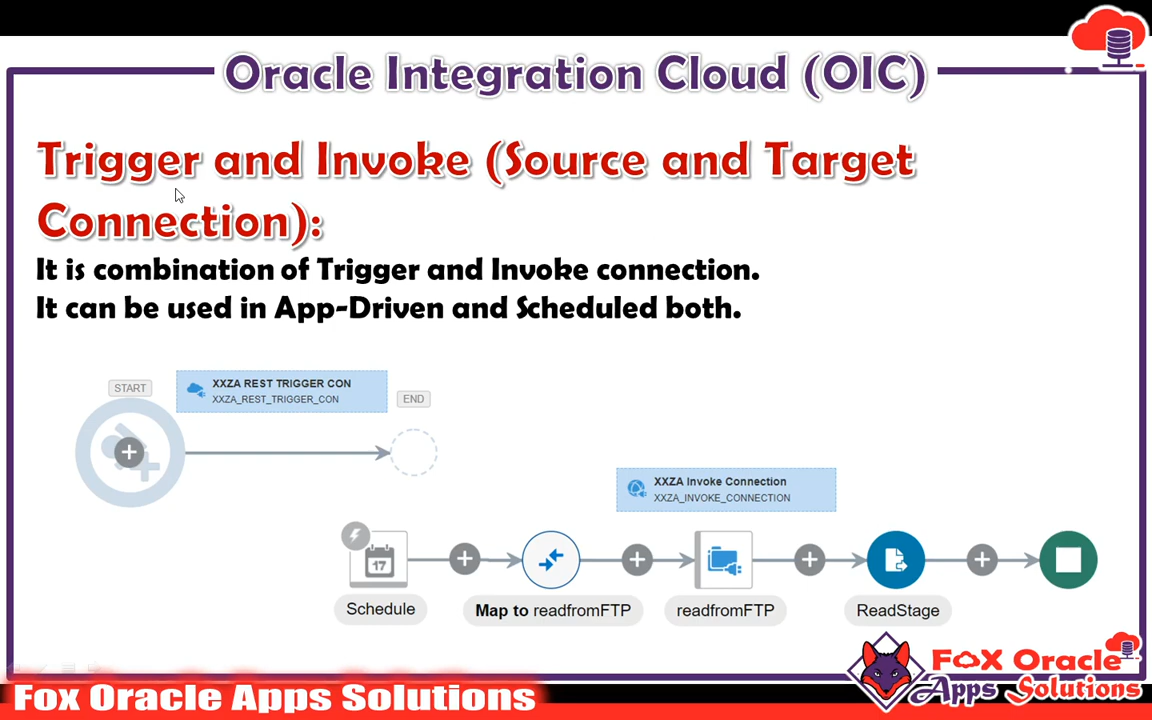 Oracle Integration Cloud (OIC)
Trigger and Invoke (Source and Target
Connection):
It is combination of Trigger and Invoke connection.
It can be used in App-Driven and Scheduled both.
START
XXZA REST TRIGGER CON
XXZA_REST_TRIGGER_CON
END
XXZA Invoke Connection
XXZA_INVOKE_CONNECTION
17
Schedule
Map to readfromFTP
readfromFTP
ReadStage
Fox Oracle
Apps Solutions
Fox Oracle Apps Solutions